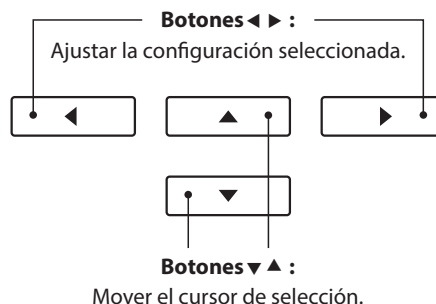 Botones ◀ ▶ :
Ajustar la configuración seleccionada.
Botones ▼ ▲ :
Mover el cursor de selección.